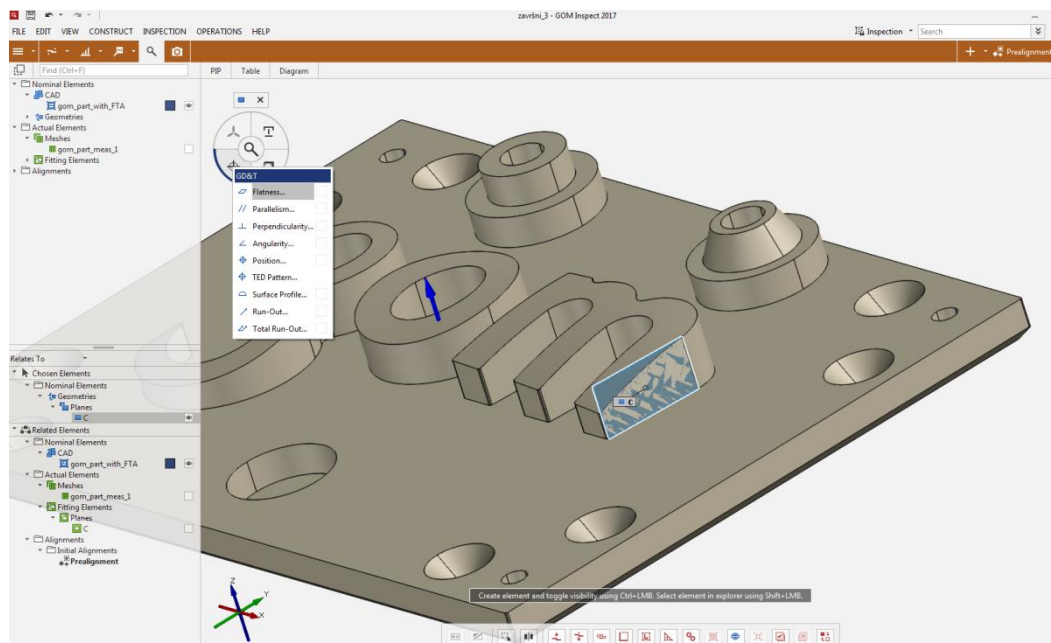 završni_3 - GOM Inspect 2017
FILE EDIT VIEW CONSTRUCT INSPECTION OPERATIONS HELP
Inspection
Search
Prealignment
Find (Ctrl+F)
PIP Table Diagram
Nominal Elements
CAD
gom_part_with_FTA
Geometries
Actual Elements
Meshes
gom_part_meas_1
Fitting Elements
Alignments
GD&T
Flatness...
Parallelism...
Perpendicularity...
Angularity...
Position...
TED Pattern...
Surface Profile...
Run-Out...
Total Run-Out...
C
Relates To
Chosen Elements
Nominal Elements
Geometries
Planes
C
Related Elements
Nominal Elements
CAD
gom_part_with_FTA
Actual Elements
Meshes
gom_part_meas_1
Fitting Elements
Planes
C
Alignments
Initial Alignments
Prealignment
Z
Y
X
Create element and toggle visibility using Ctrl+LMB. Select element in explorer using Shift+LMB.